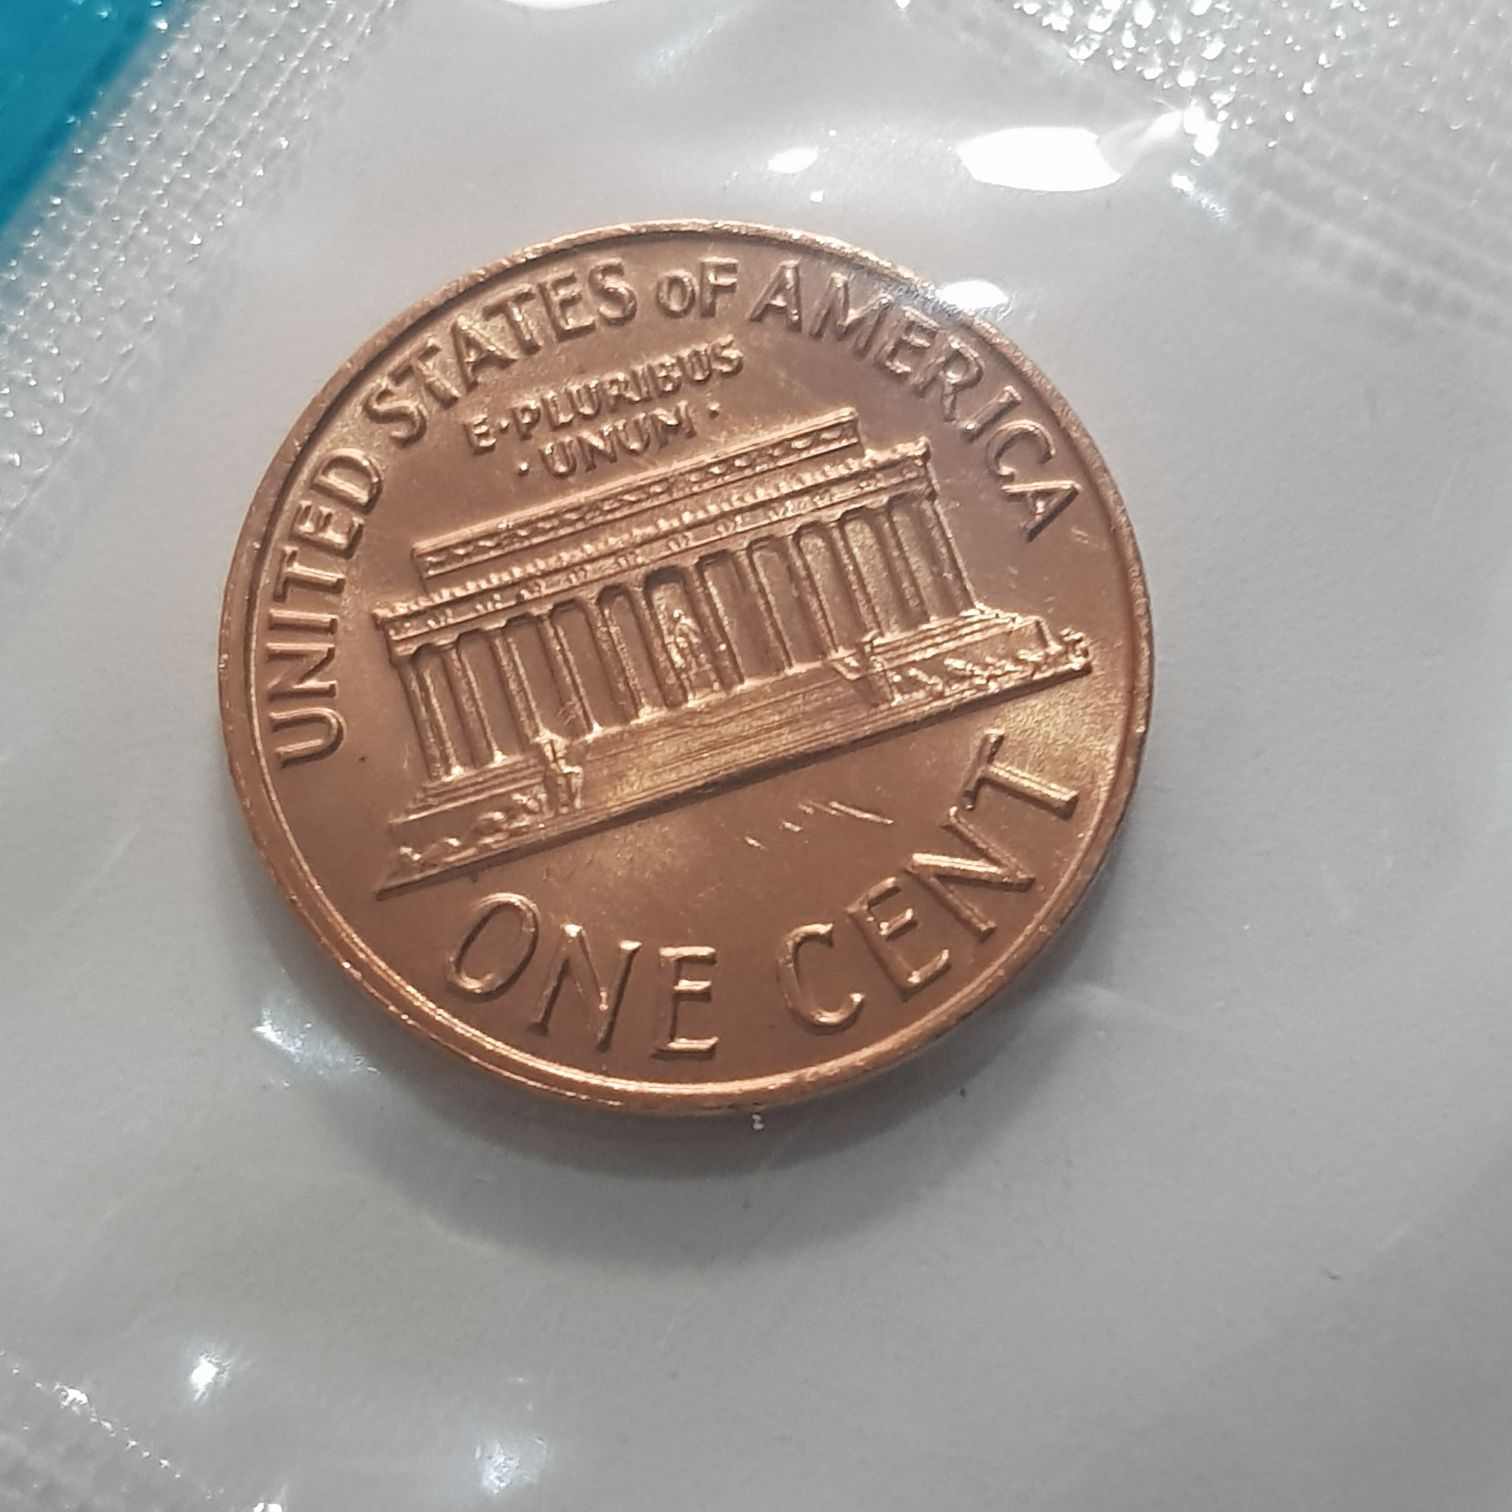 UNITED STATES OF AMERICA
E·PLURIBUS
·UNUM·
ONE CENT